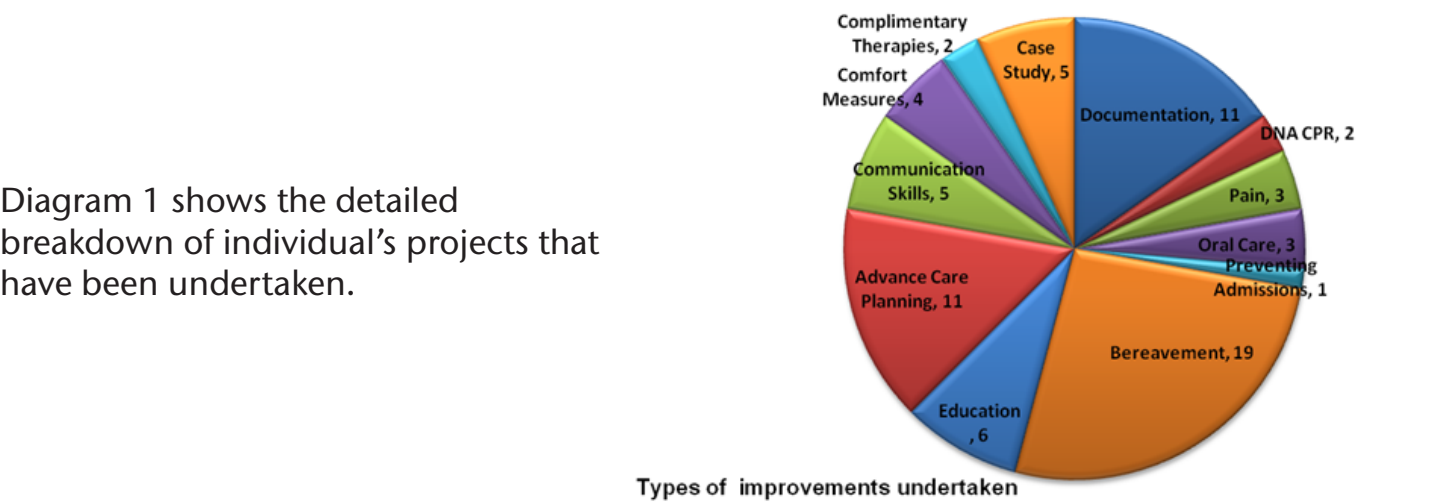 Diagram 1 shows the detailed
breakdown of individual’s projects that
have been undertaken.
Complimentary
Therapies, 2
Case
Study, 5
Comfort
Measures, 4
Documentation, 11
DNA CPR, 2
Communication
Skills, 5
Pain, 3
Oral Care, 3
Preventing
Admissions, 1
Advance Care
Planning, 11
Bereavement, 19
Education
, 6
Types of improvements undertaken